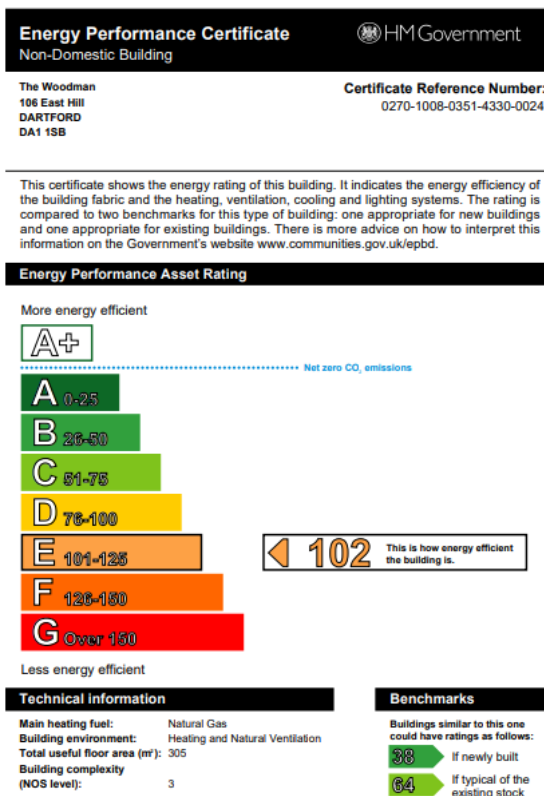 Energy Performance Certificate
HM Government
Non-Domestic Building
The Woodman
106 East Hill
DARTFORD
DA1 1SB
Certificate Reference Number:
0270-1008-0351-4330-0024
This certificate shows the energy rating of this building. It indicates the energy efficiency of
the building fabric and the heating, ventilation, cooling and lighting systems. The rating is
compared to two benchmarks for this type of building: one appropriate for new buildings
and one appropriate for existing buildings. There is more advice on how to interpret this
information on the Government's website www.communities.gov.uk/epbd.
Energy Performance Asset Rating
More energy efficient
A+
Net zero CO₂ emissions
A 0-25
B 26-50
C 51-75
D 76-100
E 101-125
102 This is how energy efficient
the building is.
F 126-150
G Over 150
Less energy efficient
Technical information
Main heating fuel: Natural Gas
Building environment: Heating and Natural Ventilation
Total useful floor area (m²): 305
Building complexity
(NOS level): 3
Benchmarks
Buildings similar to this one
could have ratings as follows:
38 If newly built
64 If typical of the
existing stock